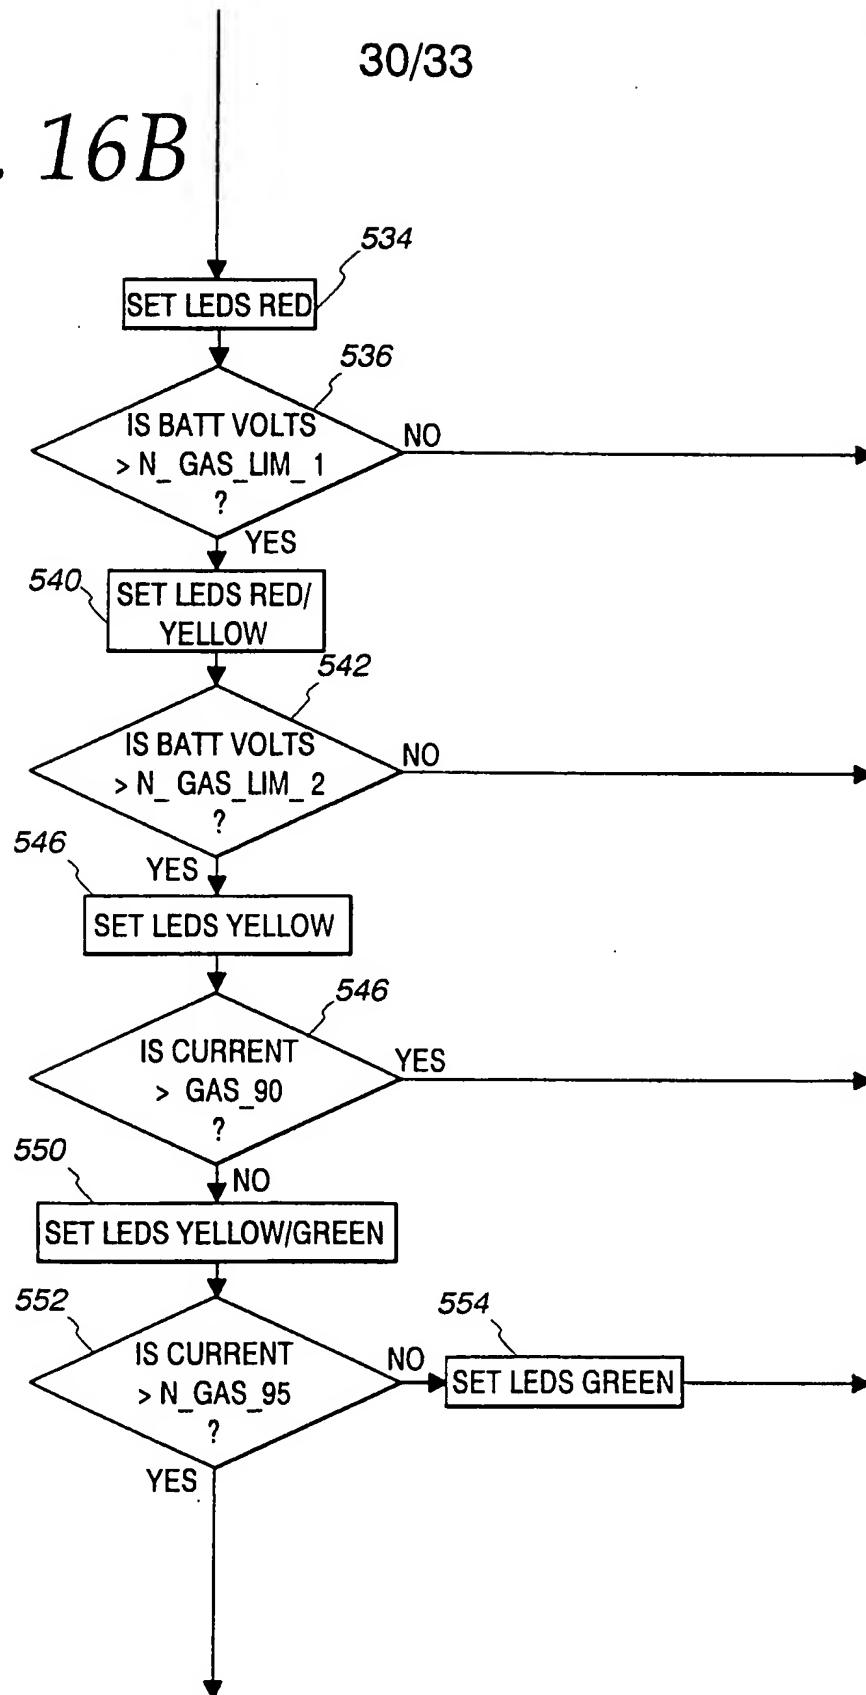 30/33
. 16B
534
SET LEDS RED
536
IS BATT VOLTS
> N_ GAS_LIM_ 1
?
NO
YES
540
SET LEDS RED/
YELLOW
542
IS BATT VOLTS
> N_ GAS_LIM_ 2
?
NO
YES
546
SET LEDS YELLOW
546
IS CURRENT
> GAS_90
?
YES
NO
550
SET LEDS YELLOW/GREEN
552
IS CURRENT
> N_GAS_95
?
NO
554
SET LEDS GREEN
YES